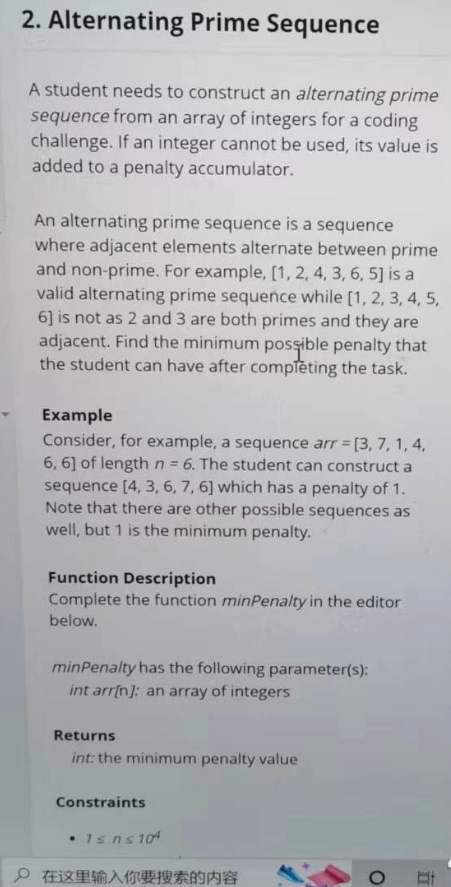 2. Alternating Prime Sequence
A student needs to construct an alternating prime
sequence from an array of integers for a coding
challenge. If an integer cannot be used, its value is
added to a penalty accumulator.
An alternating prime sequence is a sequence
where adjacent elements alternate between prime
and non-prime. For example, [1, 2, 4, 3, 6, 5] is a
valid alternating prime sequence while [1, 2, 3, 4, 5,
6] is not as 2 and 3 are both primes and they are
adjacent. Find the minimum possible penalty that
the student can have after completing the task.
Example
Consider, for example, a sequence arr = [3, 7, 1, 4,
6, 6] of length n = 6. The student can construct a
sequence [4, 3, 6, 7, 6] which has a penalty of 1.
Note that there are other possible sequences as
well, but 1 is the minimum penalty.
Function Description
Complete the function minPenalty in the editor
below.
minPenalty has the following parameter(s):
int arr[n]: an array of integers
Returns
int: the minimum penalty value
Constraints
• 1 ≤ n ≤ 10⁴
在这里输入你要搜索的内容